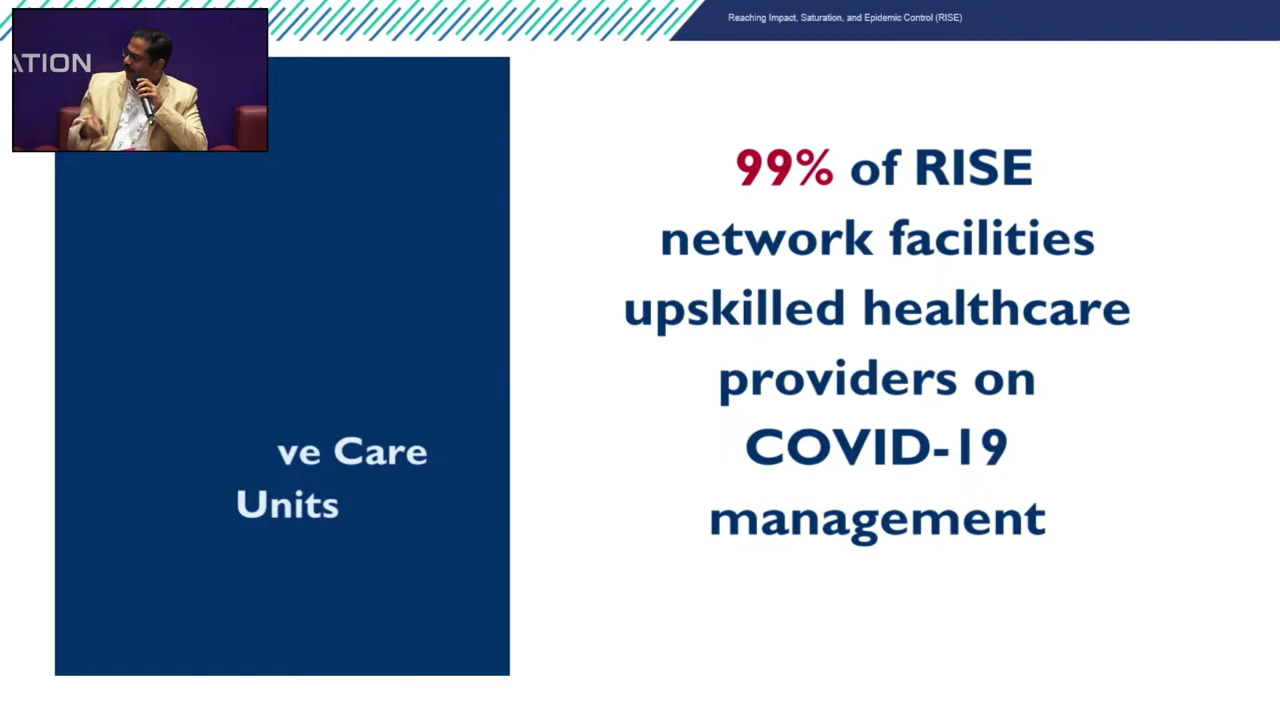 Reaching Impact, Saturation, and Epidemic Control (RISE)
ATION
ve Care
Units
99% of RISE
network facilities
upskilled healthcare
providers on
COVID-19
management